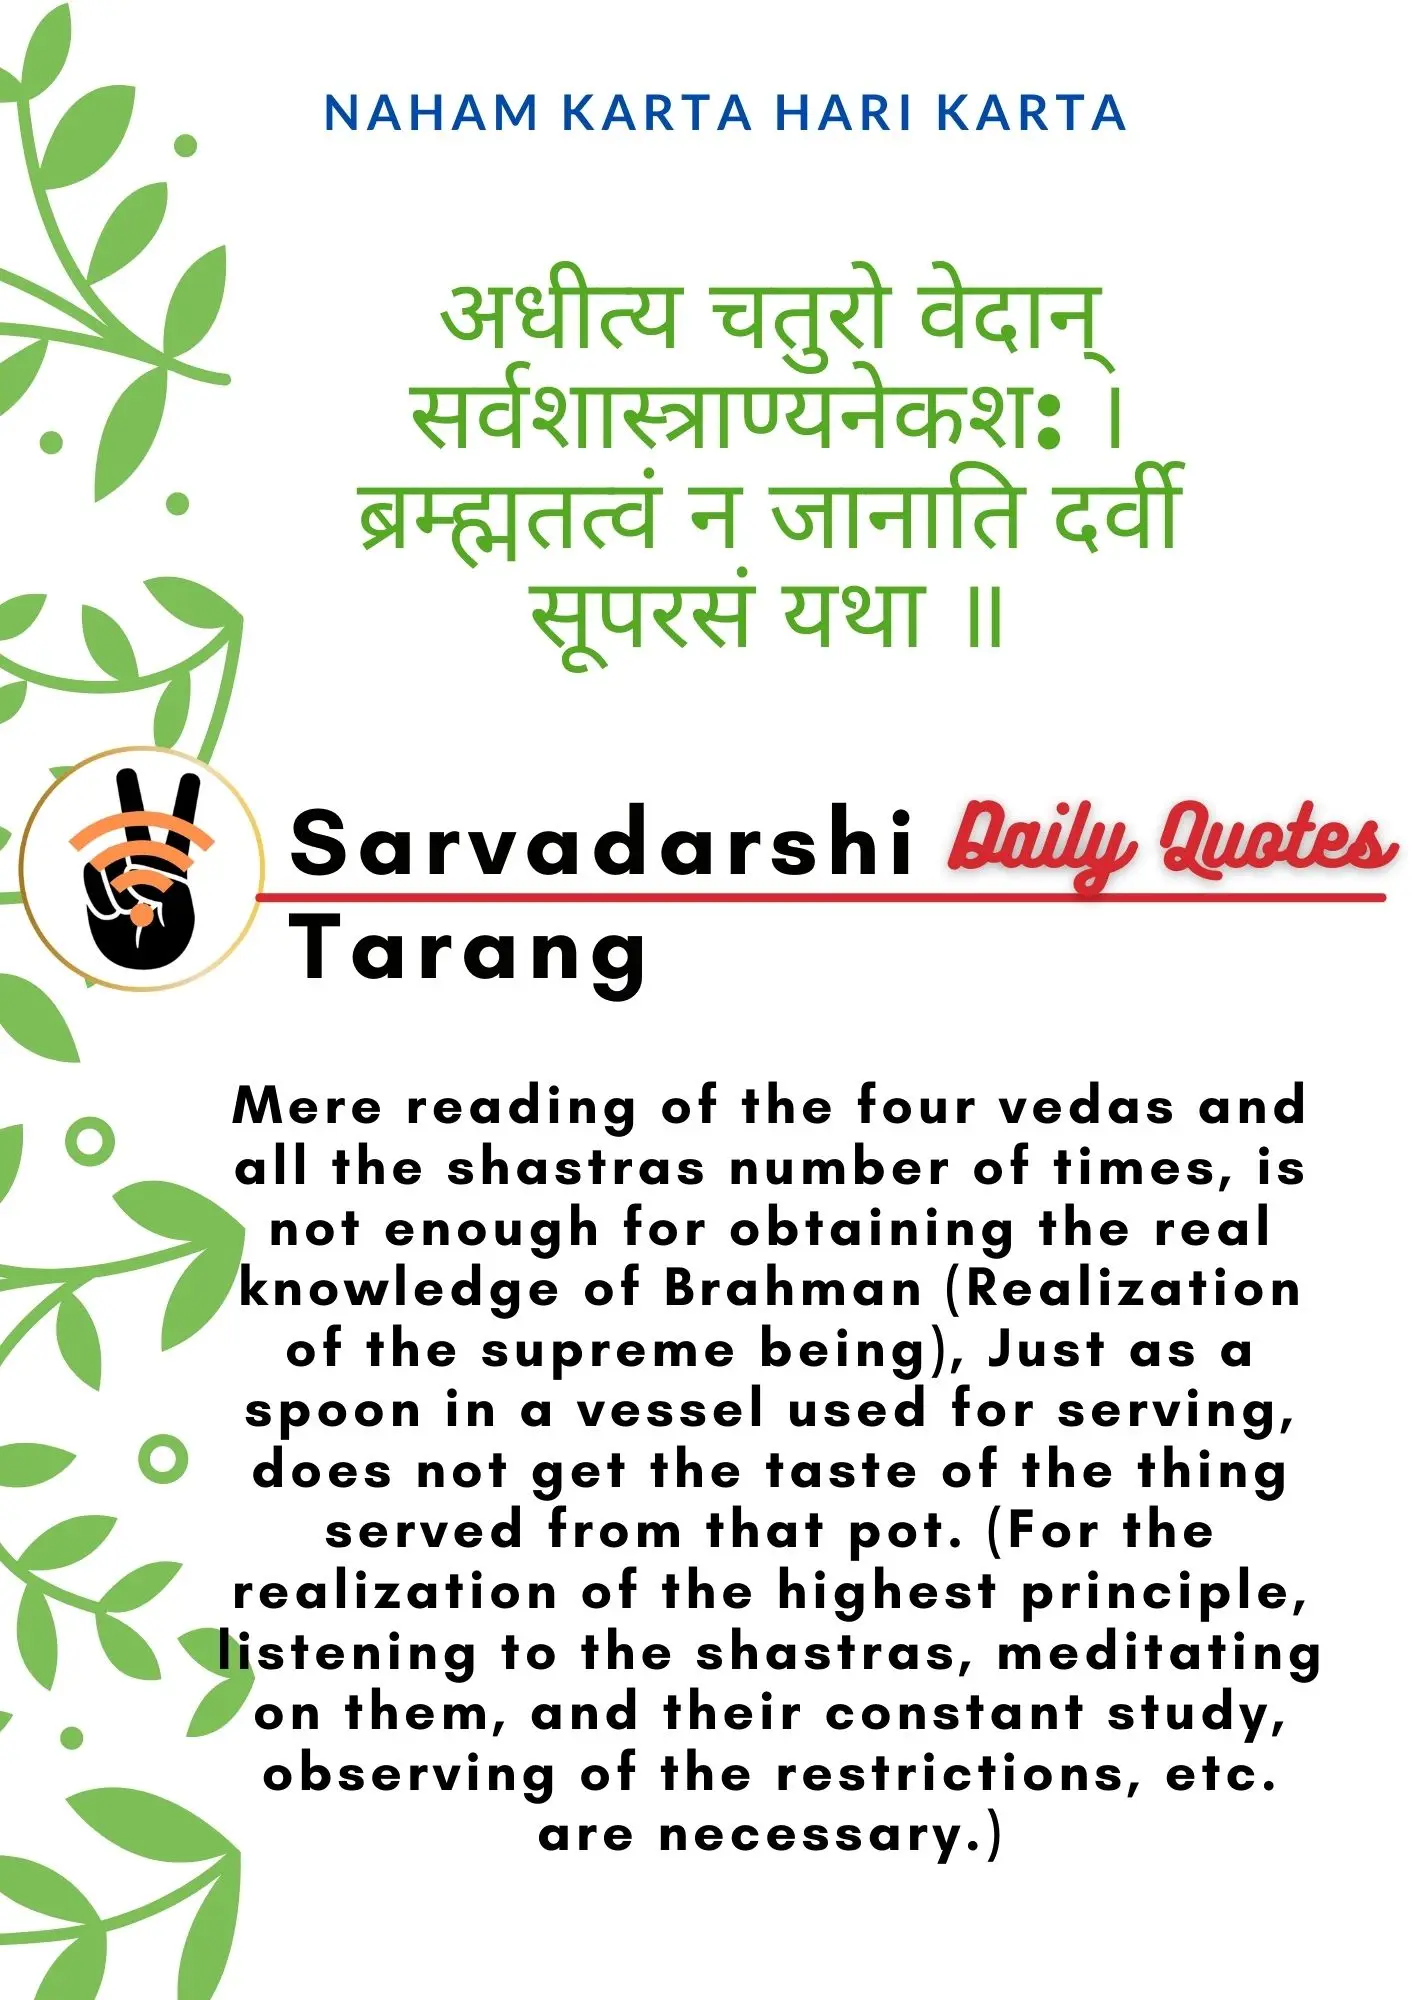 NAHAM KARTA HARI KARTA
अधीत्य चतुरो वेदान्
सर्वशास्त्राण्यनेकश: ।
ब्रम्ह्मतत्वं न जानाति दर्वी
सूपरसं यथा ॥
Sarvadarshi Daily Quotes
Tarang
Mere reading of the four vedas and
all the shastras number of times, is
not enough for obtaining the real
knowledge of Brahman (Realization
of the supreme being), Just as a
spoon in a vessel used for serving,
does not get the taste of the thing
served from that pot. (For the
realization of the highest principle,
listening to the shastras, meditating
on them, and their constant study,
observing of the restrictions, etc.
are necessary.)